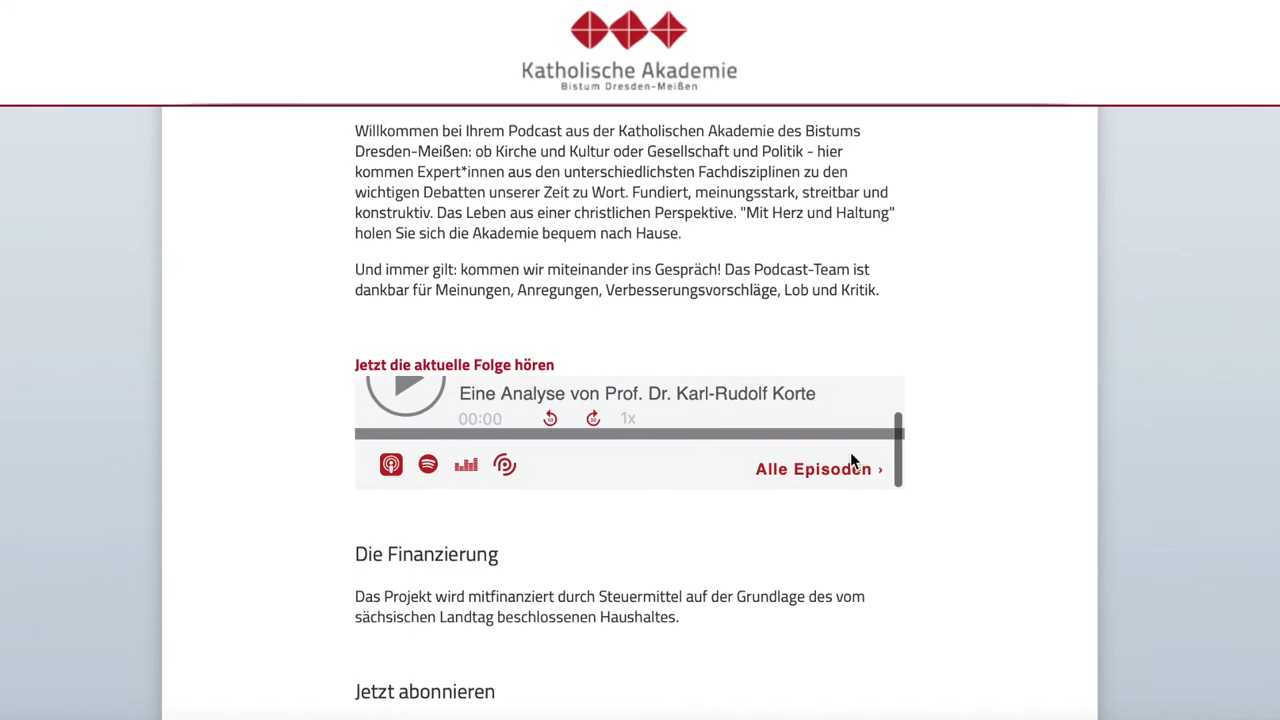 Katholische Akademie
Bistum Dresden-Meißen
Willkommen bei Ihrem Podcast aus der Katholischen Akademie des Bistums
Dresden-Meißen: ob Kirche und Kultur oder Gesellschaft und Politik - hier
kommen Expert*innen aus den unterschiedlichsten Fachdisziplinen zu den
wichtigen Debatten unserer Zeit zu Wort. Fundiert, meinungsstark, streitbar und
konstruktiv. Das Leben aus einer christlichen Perspektive. "Mit Herz und Haltung"
holen Sie sich die Akademie bequem nach Hause.
Und immer gilt: kommen wir miteinander ins Gespräch! Das Podcast-Team ist
dankbar für Meinungen, Anregungen, Verbesserungsvorschläge, Lob und Kritik.
Jetzt die aktuelle Folge hören
Eine Analyse von Prof. Dr. Karl-Rudolf Korte
00:00 1x
Alle Episoden ›
Die Finanzierung
Das Projekt wird mitfinanziert durch Steuermittel auf der Grundlage des vom
sächsischen Landtag beschlossenen Haushaltes.
Jetzt abonnieren